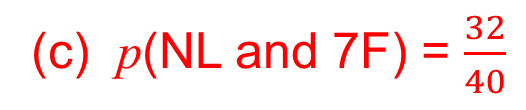 (c) p(NL and 7F) = 32/40